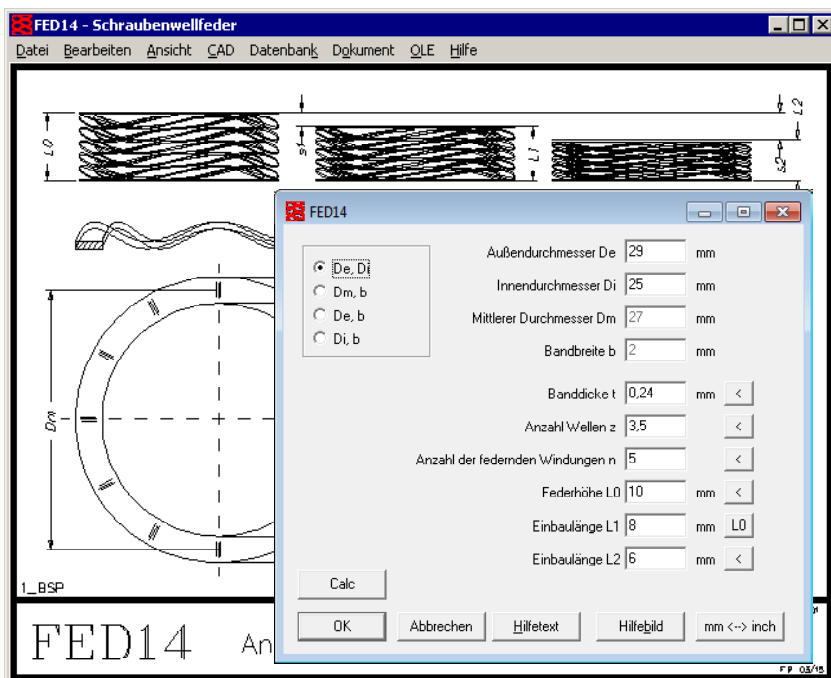 FED14 - Schraubenwellfeder
Datei Bearbeiten Ansicht CAD Datenbank Dokument OLE Hilfe
L0
s1
L1
L2
s2
Dm
1_BSP
FED14 An
FED14
De, Di
Dm, b
De, b
Di, b
Außendurchmesser De 29 mm
Innendurchmesser Di 25 mm
Mittlerer Durchmesser Dm 27 mm
Bandbreite b 2 mm
Banddicke t 0,24 mm <
Anzahl Wellen z 3,5 <
Anzahl der federnden Windungen n 5 <
Federhöhe L0 10 mm <
Einbaulänge L1 8 mm L0
Einbaulänge L2 6 mm <
Calc
OK Abbrechen Hilfetext Hilfebild mm <--> inch